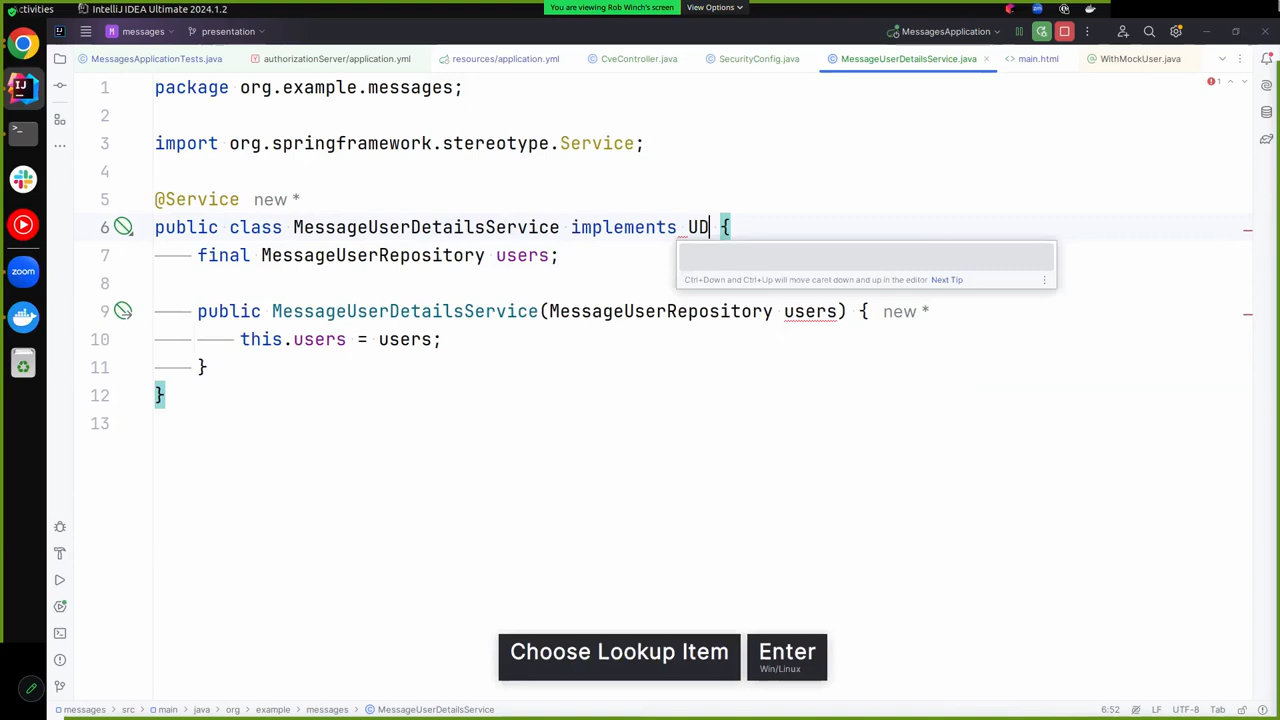 Activities
IntelliJ IDEA Ultimate 2024.1.2
You are viewing Rob Winch's screen
View Options
M
messages
presentation
MessagesApplication
MessagesApplicationTests.java
authorizationServer/application.yml
resources/application.yml
CveController.java
SecurityConfig.java
MessageUserDetailsService.java
main.html
WithMockUser.java
1
1 package org.example.messages;
2
3 import org.springframework.stereotype.Service;
4
5 @Service new *
6 public class MessageUserDetailsService implements UD {
7 final MessageUserRepository users;
Ctrl+Down and Ctrl+Up will move caret down and up in the editor Next Tip
8
9 public MessageUserDetailsService(MessageUserRepository users) { new *
10 this.users = users;
11 }
12 }
13
zoom
Choose Lookup Item
Enter
Win/Linux
messages > src > main > java > org > example > messages > MessageUserDetailsService
6:52 LF UTF-8 Tab